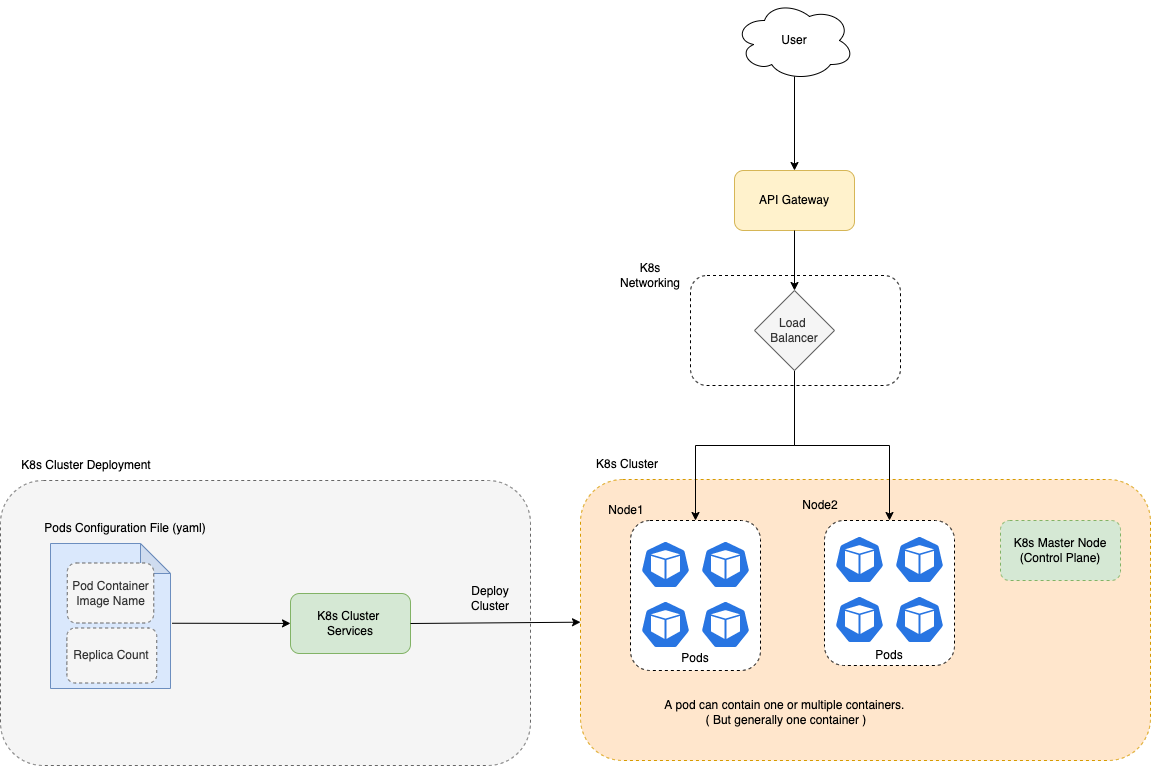 User
API Gateway
K8s
Networking
Load
Balancer
K8s Cluster Deployment
Pods Configuration File (yaml)
Pod Container
Image Name
Replica Count
K8s Cluster
Services
Deploy
Cluster
K8s Cluster
Node1
Pods
Node2
Pods
K8s Master Node
(Control Plane)
A pod can contain one or multiple containers.
( But generally one container )